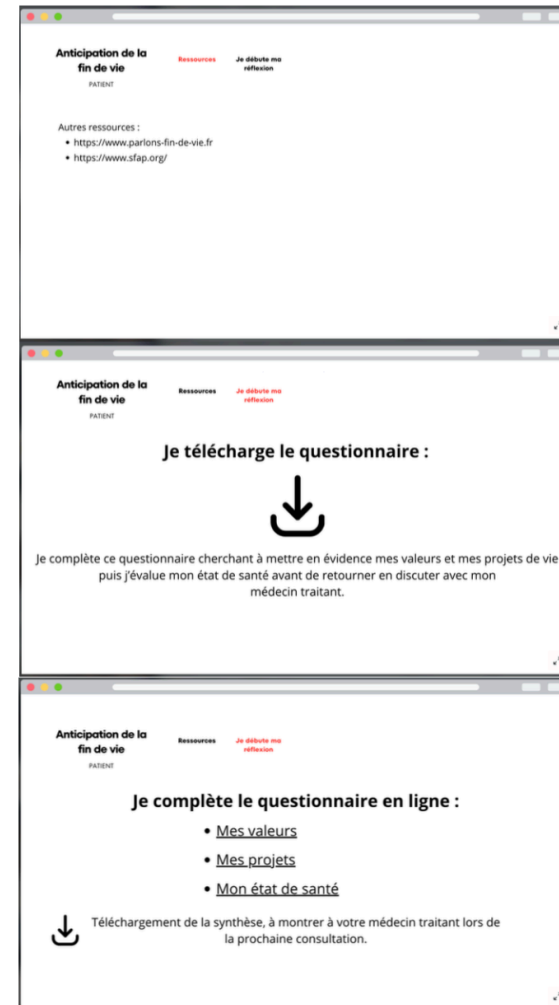 Anticipation de la
fin de vie
PATIENT
Ressources
Je débute ma
réflexion
Autres ressources :
• https://www.parlons-fin-de-vie.fr
• https://www.sfap.org/
Anticipation de la
fin de vie
PATIENT
Ressources
Je débute ma
réflexion
Je télécharge le questionnaire :
Je complète ce questionnaire cherchant à mettre en évidence mes valeurs et mes projets de vie
puis j'évalue mon état de santé avant de retourner en discuter avec mon
médecin traitant.
Anticipation de la
fin de vie
PATIENT
Ressources
Je débute ma
réflexion
Je complète le questionnaire en ligne :
• Mes valeurs
• Mes projets
• Mon état de santé
Téléchargement de la synthèse, à montrer à votre médecin traitant lors de
la prochaine consultation.